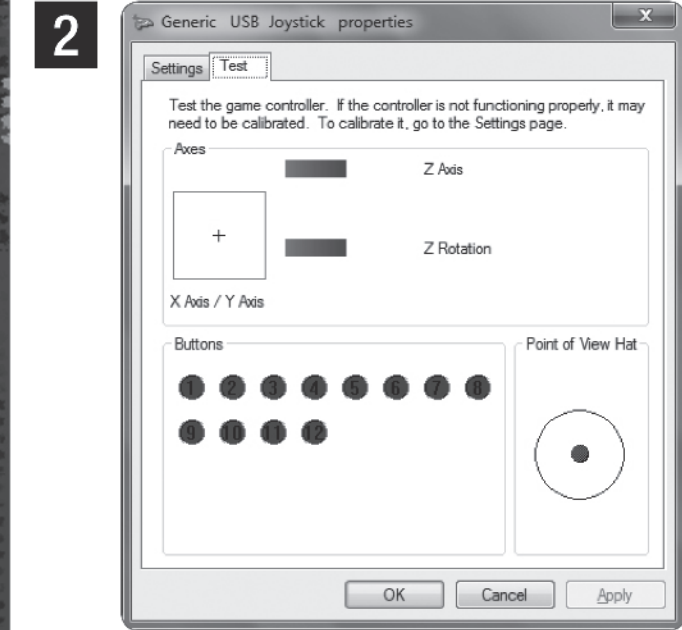 2
Generic USB Joystick properties
X
Settings Test
Test the game controller. If the controller is not functioning properly, it may
need to be calibrated. To calibrate it, go to the Settings page.
Axes
Z Axis
Z Rotation
X Axis / Y Axis
Buttons
1 2 3 4 5 6 7 8
9 10 11 12
Point of View Hat
OK Cancel Apply